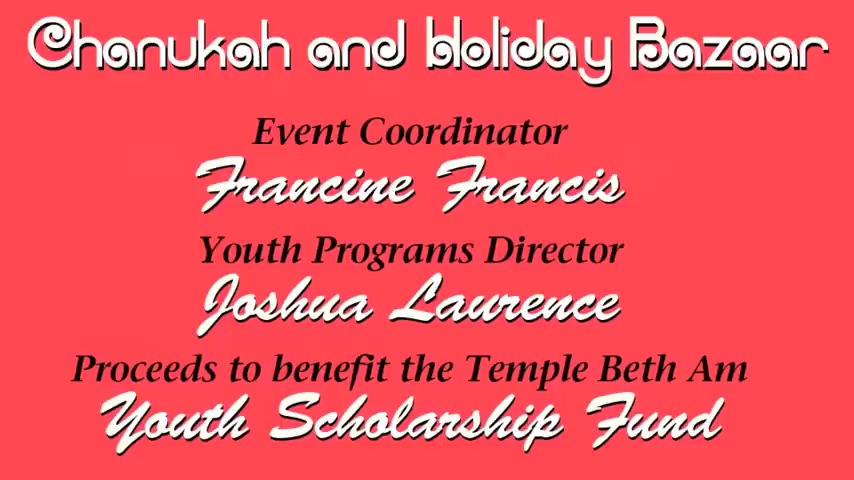 Chanukah and Holiday Bazaar
Event Coordinator
Francine Francis
Youth Programs Director
Joshua Laurence
Proceeds to benefit the Temple Beth Am
Youth Scholarship Fund